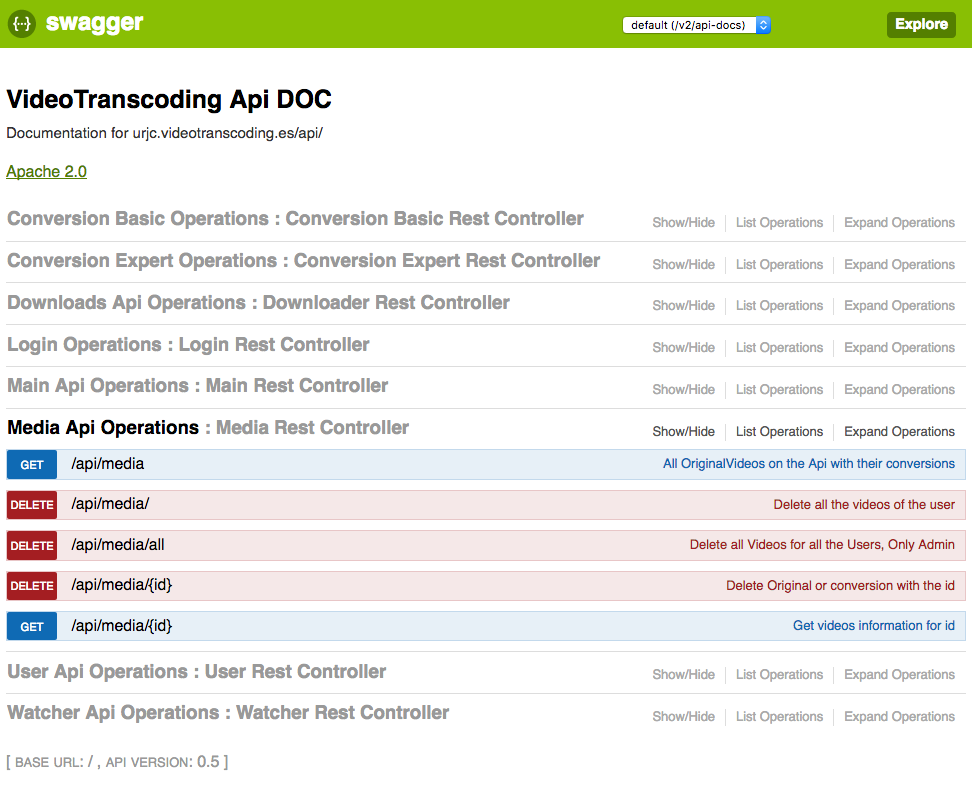 {···} swagger default (/v2/api-docs) Explore
VideoTranscoding Api DOC
Documentation for urjc.videotranscoding.es/api/
Apache 2.0
Conversion Basic Operations : Conversion Basic Rest Controller Show/Hide List Operations Expand Operations
Conversion Expert Operations : Conversion Expert Rest Controller Show/Hide List Operations Expand Operations
Downloads Api Operations : Downloader Rest Controller Show/Hide List Operations Expand Operations
Login Operations : Login Rest Controller Show/Hide List Operations Expand Operations
Main Api Operations : Main Rest Controller Show/Hide List Operations Expand Operations
Media Api Operations : Media Rest Controller Show/Hide List Operations Expand Operations
GET /api/media All OriginalVideos on the Api with their conversions
DELETE /api/media/ Delete all the videos of the user
DELETE /api/media/all Delete all Videos for all the Users, Only Admin
DELETE /api/media/{id} Delete Original or conversion with the id
GET /api/media/{id} Get videos information for id
User Api Operations : User Rest Controller Show/Hide List Operations Expand Operations
Watcher Api Operations : Watcher Rest Controller Show/Hide List Operations Expand Operations
[ BASE URL: / , API VERSION: 0.5 ]